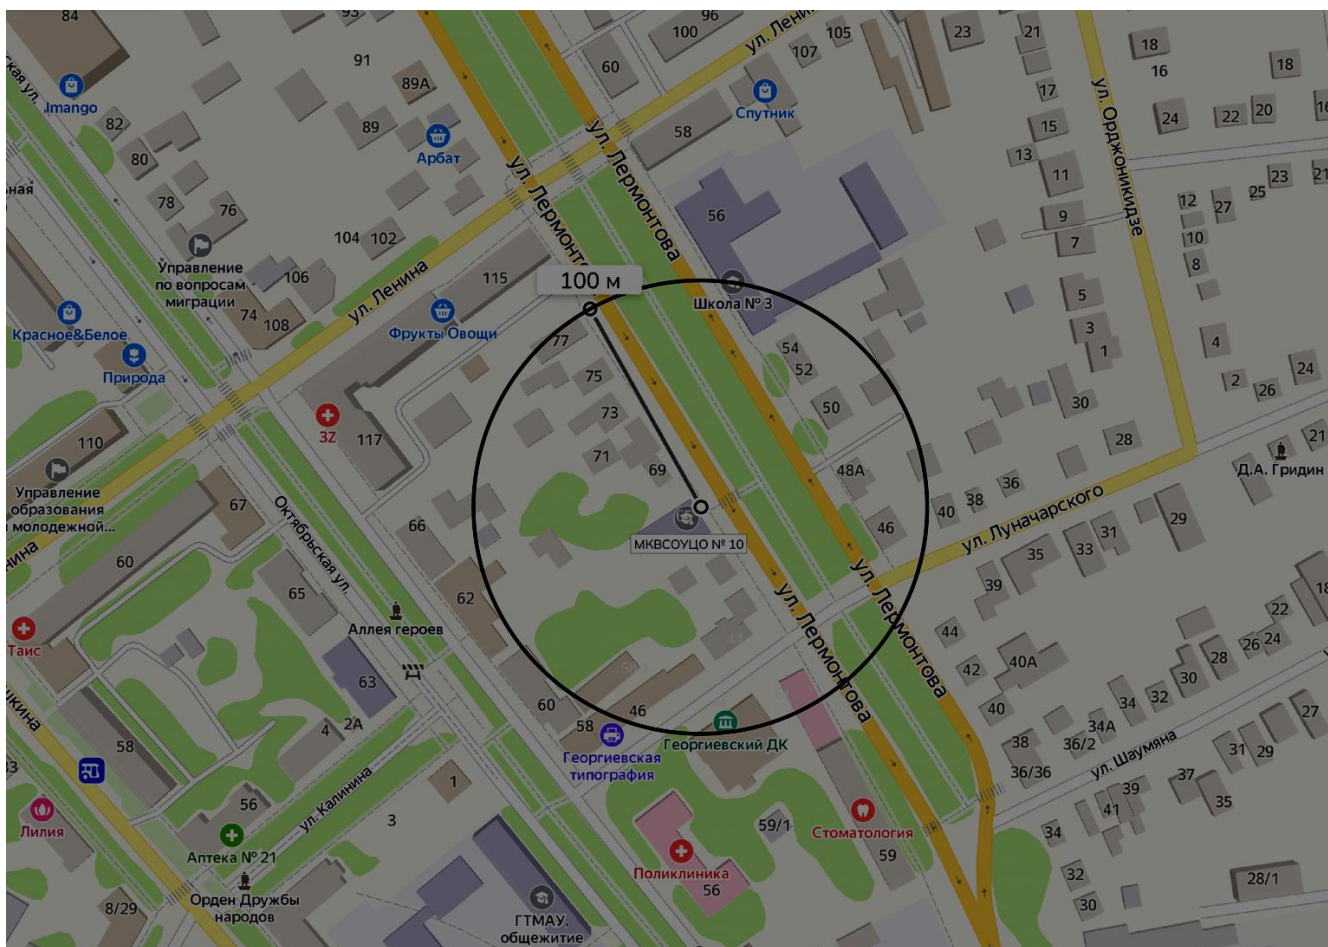 84
93
96
100
105
107
ул. Ленина
23
21
18
16
18
91
60
89А
Imango
Спутник
17
24
22
20
16
82
89
Арбат
58
15
80
13
11
ул. Орджоникидзе
23
21
25
78
76
56
9
12
27
7
10
104
102
8
Управление
по вопросам
миграции
106
115
ул. Ленина
ул. Лермонтова
ул. Лермонтова
100 м
Школа № 3
5
74
108
3
Красное&Белое
Фрукты Овощи
77
54
52
1
4
Природа
75
2
26
24
73
50
30
3Z
117
110
71
69
28
21
Управление
образования
и молодежной...
Д.А. Гридин
48А
36
38
40
67
66
46
29
МКВСОУЦО № 10
ул. Луначарского
Октябрьская ул.
31
33
35
60
65
62
39
18
22
Таис
Аллея героев
44
44
26
24
28
42
40А
30
63
60
46
58
34
32
40
27
2А
4
34А
38
36/2
31
29
58
Георгиевская
типография
Георгиевский ДК
ул. Лермонтова
ул. Лермонтова
36/36
ул. Шаумяна
1
37
39
35
41
56
ул. Калинина
3
Лилия
59/1
Стоматология
34
Аптека № 21
59
Поликлиника
56
32
28/1
30
Орден Дружбы
народов
8/29
ГТМАУ,
общежитие